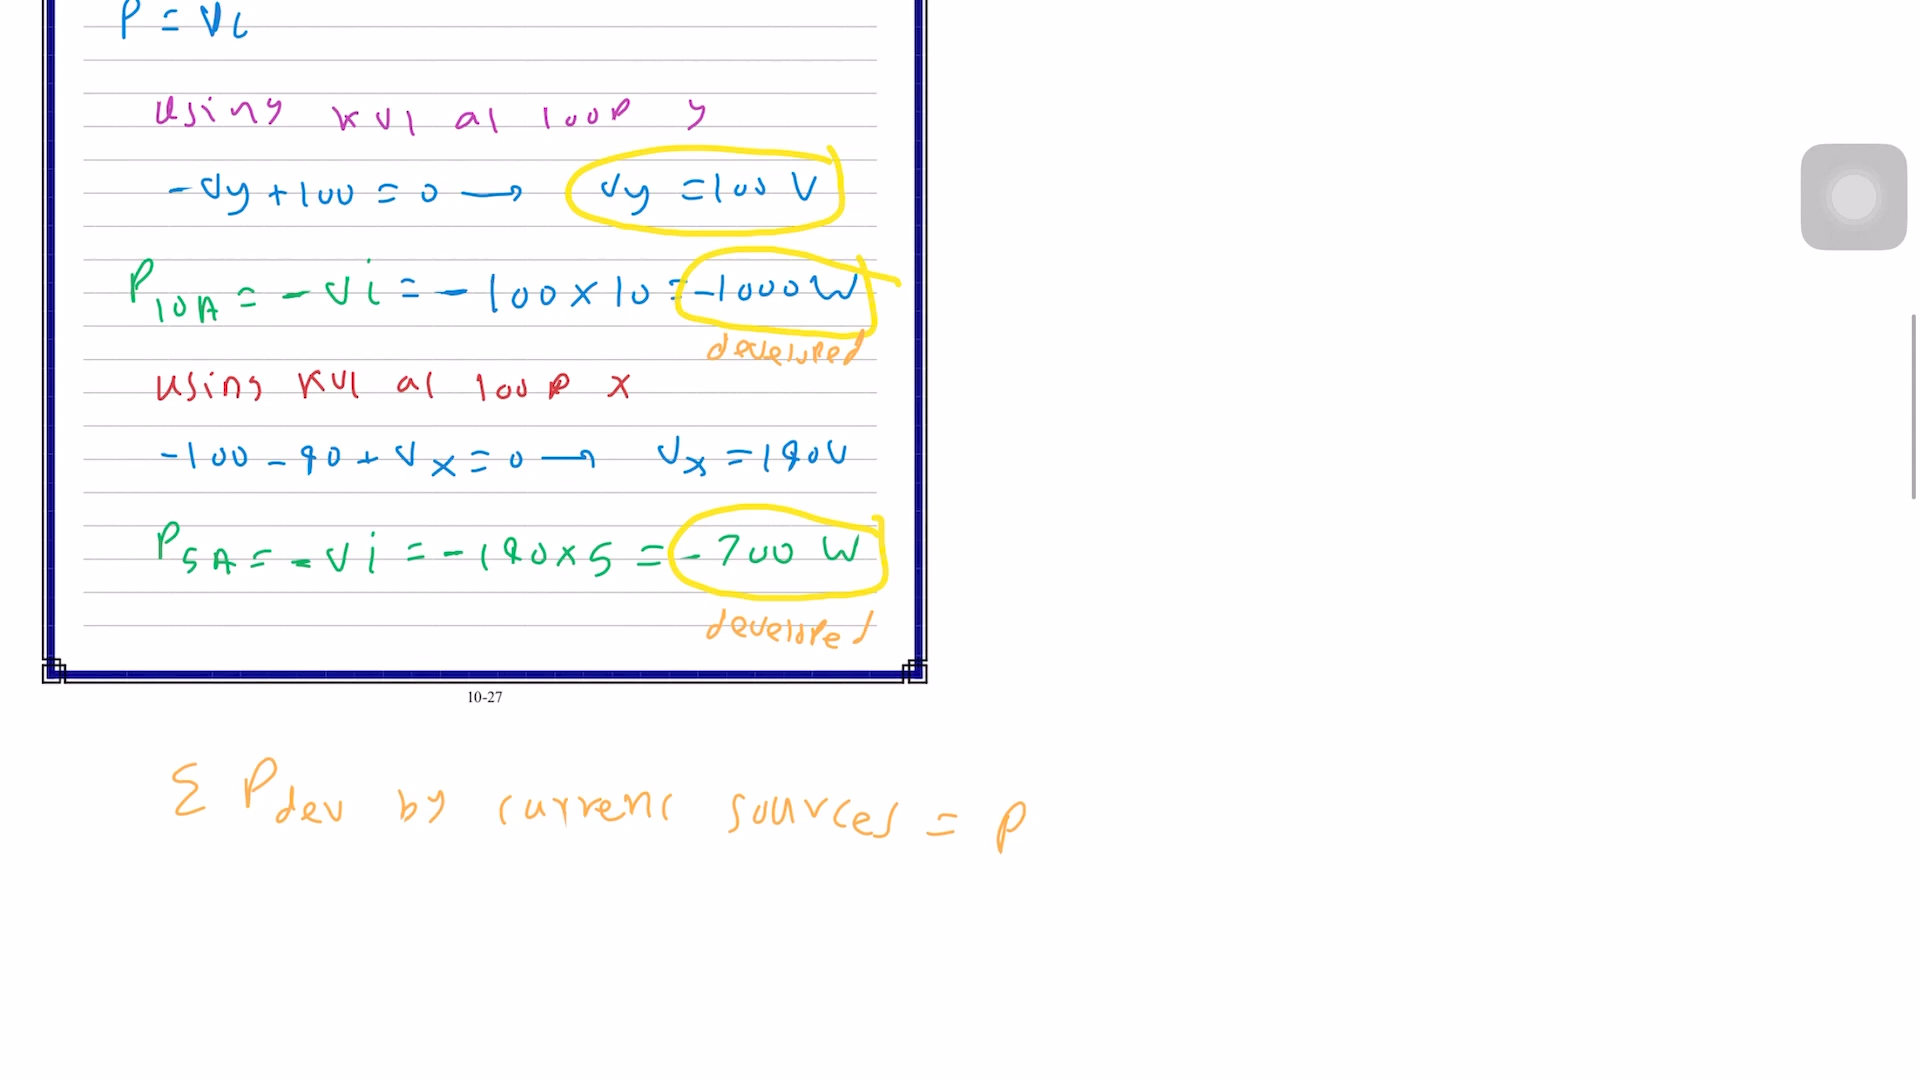 P = Vi
Using KVL at loop y
-Vy + 100 = 0 → Vy = 100 V
P10A = -Vi = -100 × 10 = -1000 W
developed
Using KVL at loop x
-100 - 40 + Vx = 0 → Vx = 140V
P5A = -Vi = -140 × 5 = -700 W
developed
10-27
Σ Pdev by current sources = P